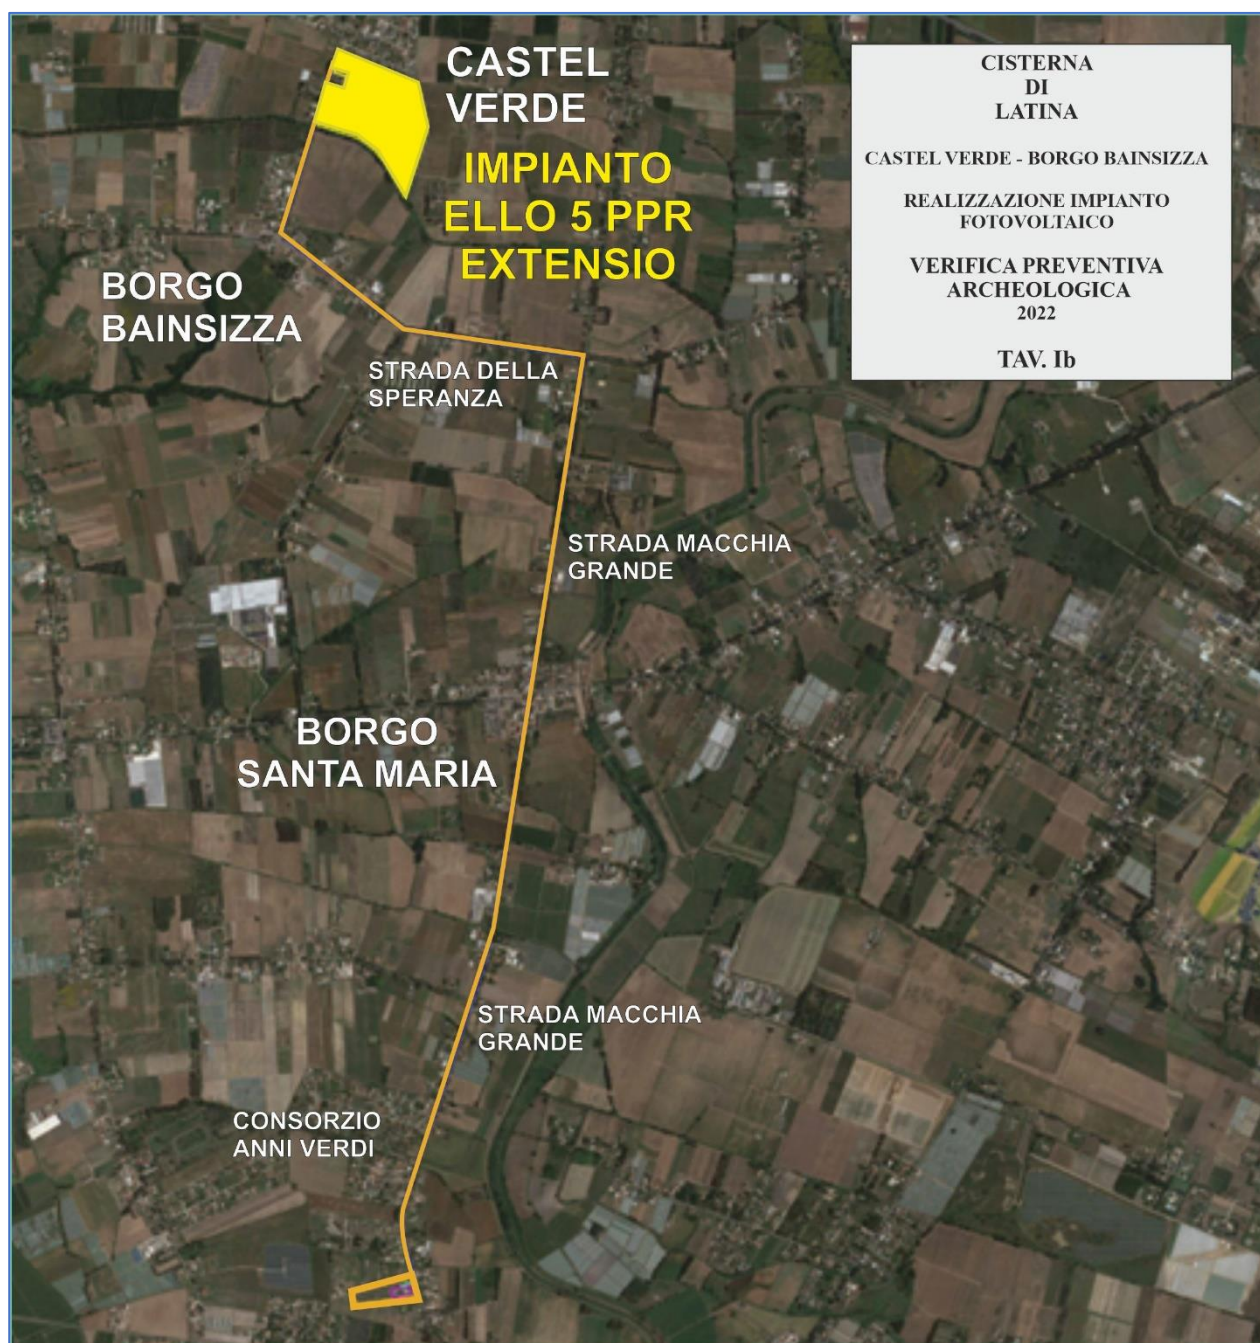 CASTEL
VERDE
IMPIANTO
ELLO 5 PPR
EXTENSIO
CISTERNA
DI
LATINA
CASTEL VERDE - BORGO BAINSIZZA
REALIZZAZIONE IMPIANTO
FOTOVOLTAICO
VERIFICA PREVENTIVA
ARCHEOLOGICA
2022
TAV. Ib
BORGO
BAINSIZZA
STRADA DELLA
SPERANZA
STRADA MACCHIA
GRANDE
BORGO
SANTA MARIA
STRADA MACCHIA
GRANDE
CONSORZIO
ANNI VERDI